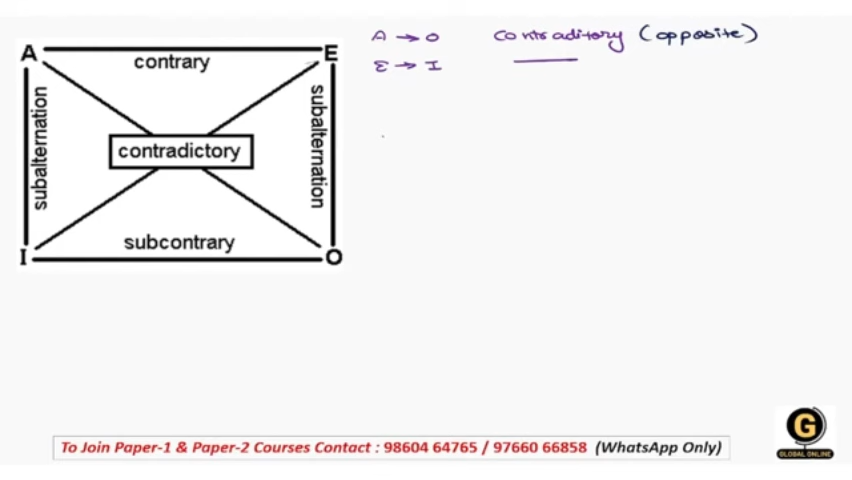 A → O contraditory (opposite)
E → I
A E
contrary
subalternation subalternation
contradictory
subcontrary
I O
G
GLOBAL ONLINE
To Join Paper-1 & Paper-2 Courses Contact : 98604 64765 / 97660 66858 (WhatsApp Only)